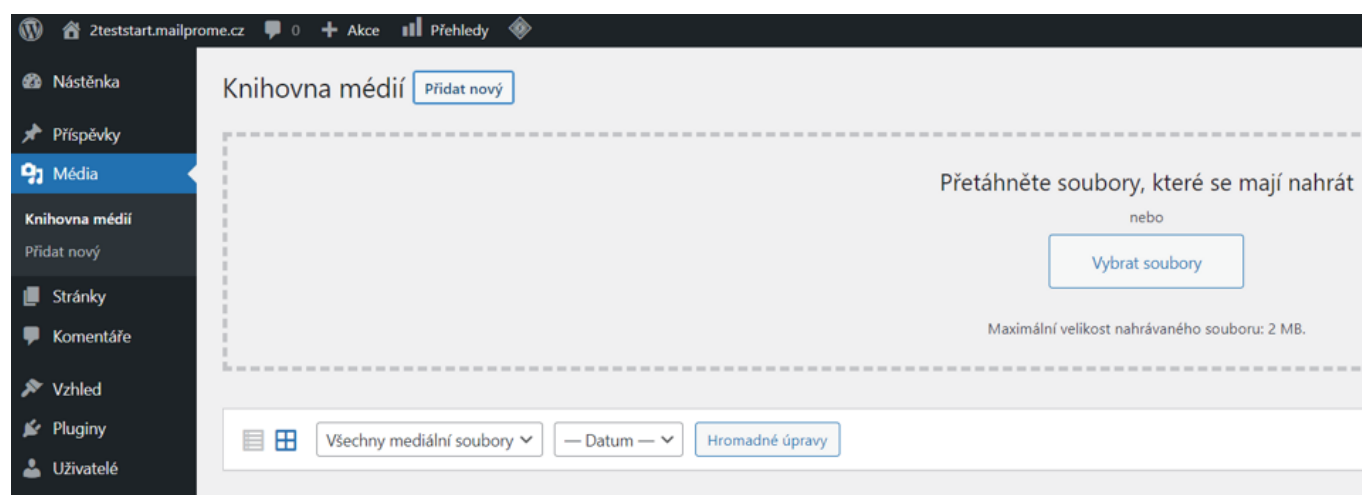 2teststart.mailprome.cz 0 Akce Přehledy
Nástěnka
Příspěvky
Média
Knihovna médií
Přidat nový
Stránky
Komentáře
Vzhled
Pluginy
Uživatelé
Knihovna médií Přidat nový
Přetáhněte soubory, které se mají nahrát
nebo
Vybrat soubory
Maximální velikost nahrávaného souboru: 2 MB.
Všechny mediální soubory — Datum — Hromadné úpravy